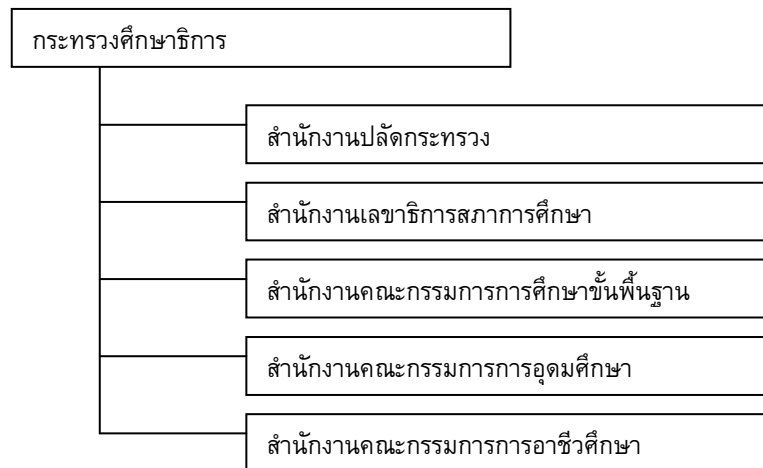 กระทรวงศึกษาธิการ
สำนักงานปลัดกระทรวง
สำนักงานเลขาธิการสภาการศึกษา
สำนักงานคณะกรรมการการศึกษาขั้นพื้นฐาน
สำนักงานคณะกรรมการการอุดมศึกษา
สำนักงานคณะกรรมการการอาชีวศึกษา